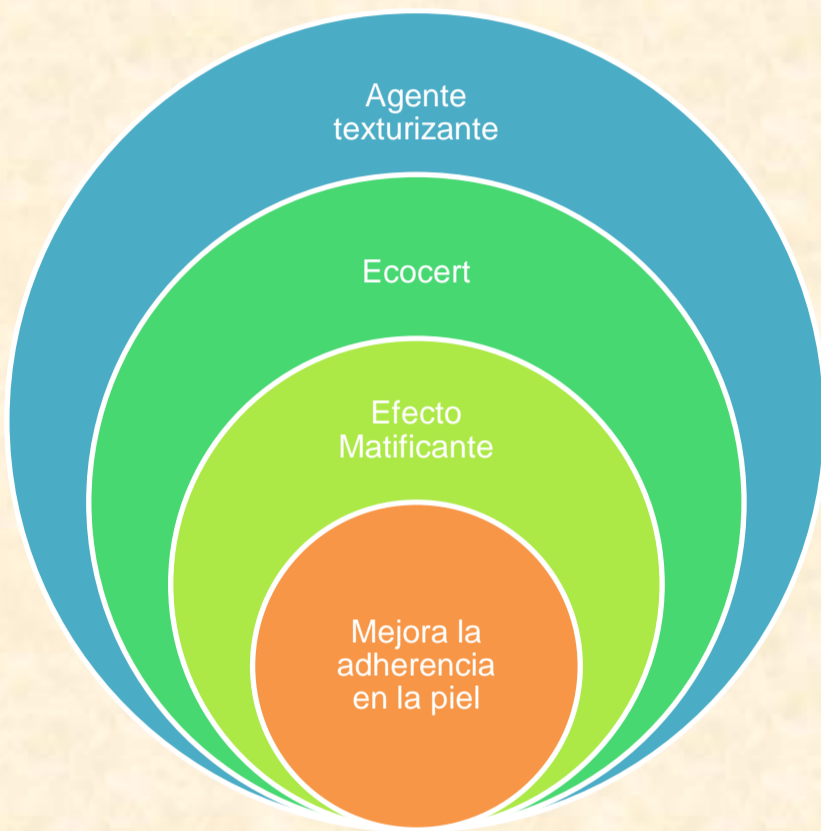 Agente
texturizante
Ecocert
Efecto
Matificante
Mejora la
adherencia
en la piel